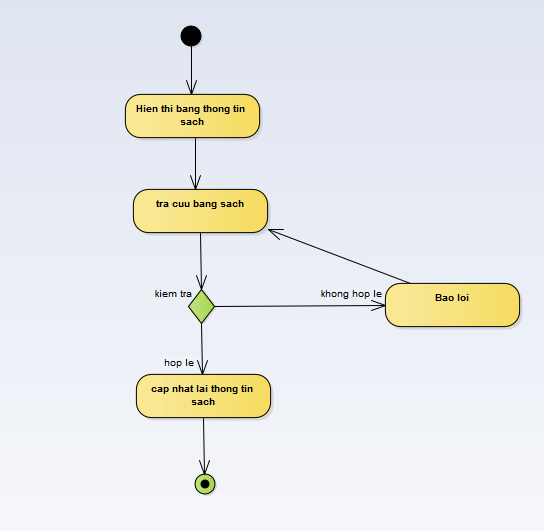 Hien thi bang thong tin
sach
tra cuu bang sach
kiem tra
khong hop le
Bao loi
hop le
cap nhat lai thong tin
sach